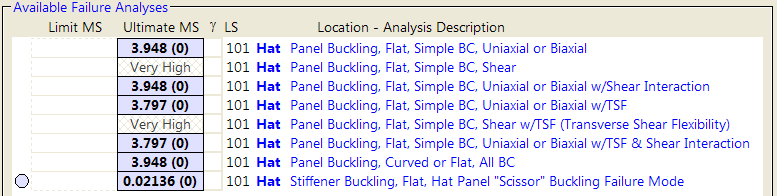 Available Failure Analyses
Limit MS Ultimate MS γ LS Location - Analysis Description
3.948 (0) 101 Hat Panel Buckling, Flat, Simple BC, Uniaxial or Biaxial
Very High 101 Hat Panel Buckling, Flat, Simple BC, Shear
3.948 (0) 101 Hat Panel Buckling, Flat, Simple BC, Uniaxial or Biaxial w/Shear Interaction
3.797 (0) 101 Hat Panel Buckling, Flat, Simple BC, Uniaxial or Biaxial w/TSF
Very High 101 Hat Panel Buckling, Flat, Simple BC, Shear w/TSF (Transverse Shear Flexibility)
3.797 (0) 101 Hat Panel Buckling, Flat, Simple BC, Uniaxial or Biaxial w/TSF & Shear Interaction
3.948 (0) 101 Hat Panel Buckling, Curved or Flat, All BC
0.02136 (0) 101 Hat Stiffener Buckling, Flat, Hat Panel "Scissor" Buckling Failure Mode